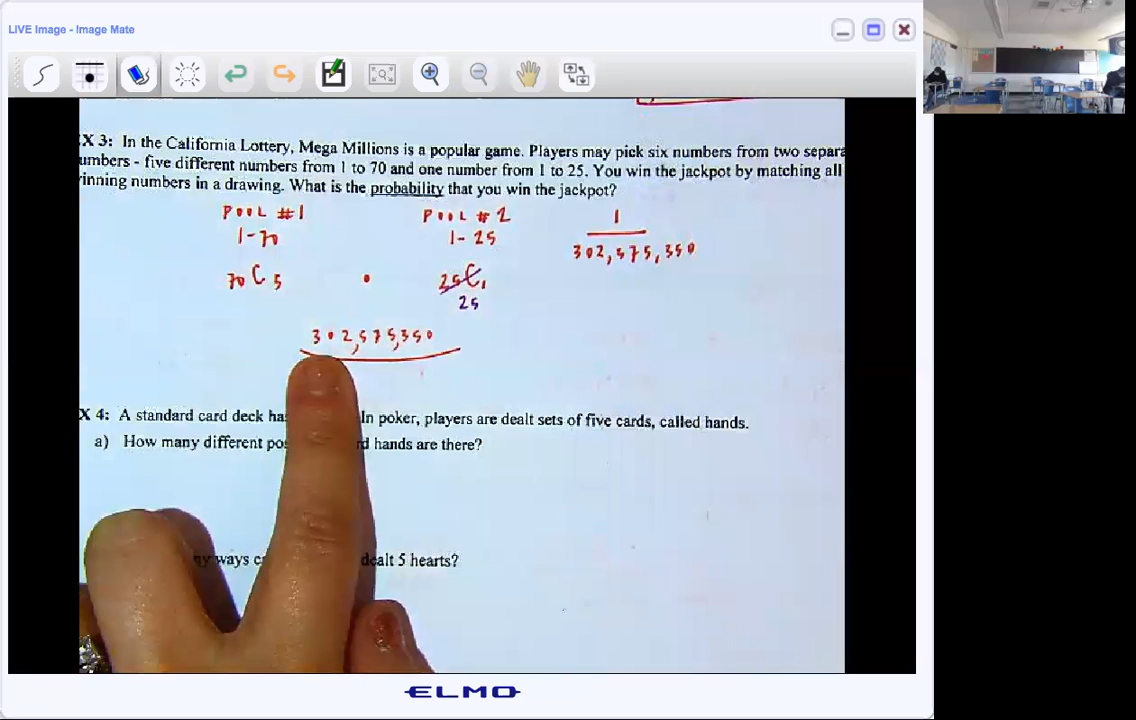 LiVE Image - Image Mate
X 3: In the California Lottery, Mega Millions is a popular game. Players may pick six numbers from two separa
umbers - five different numbers from 1 to 70 and one number from 1 to 25. You win the jackpot by matching all
inning numbers in a drawing. What is the probability that you win the jackpot?
POOL #1
1-70
70C5
•
POOL #2
1-25
25C1
25
1
302,575,350
302,575,350
X 4: A standard card deck ha In poker, players are dealt sets of five cards, called hands.
a) How many different pos d hands are there?
ny ways c dealt 5 hearts?
ELMO